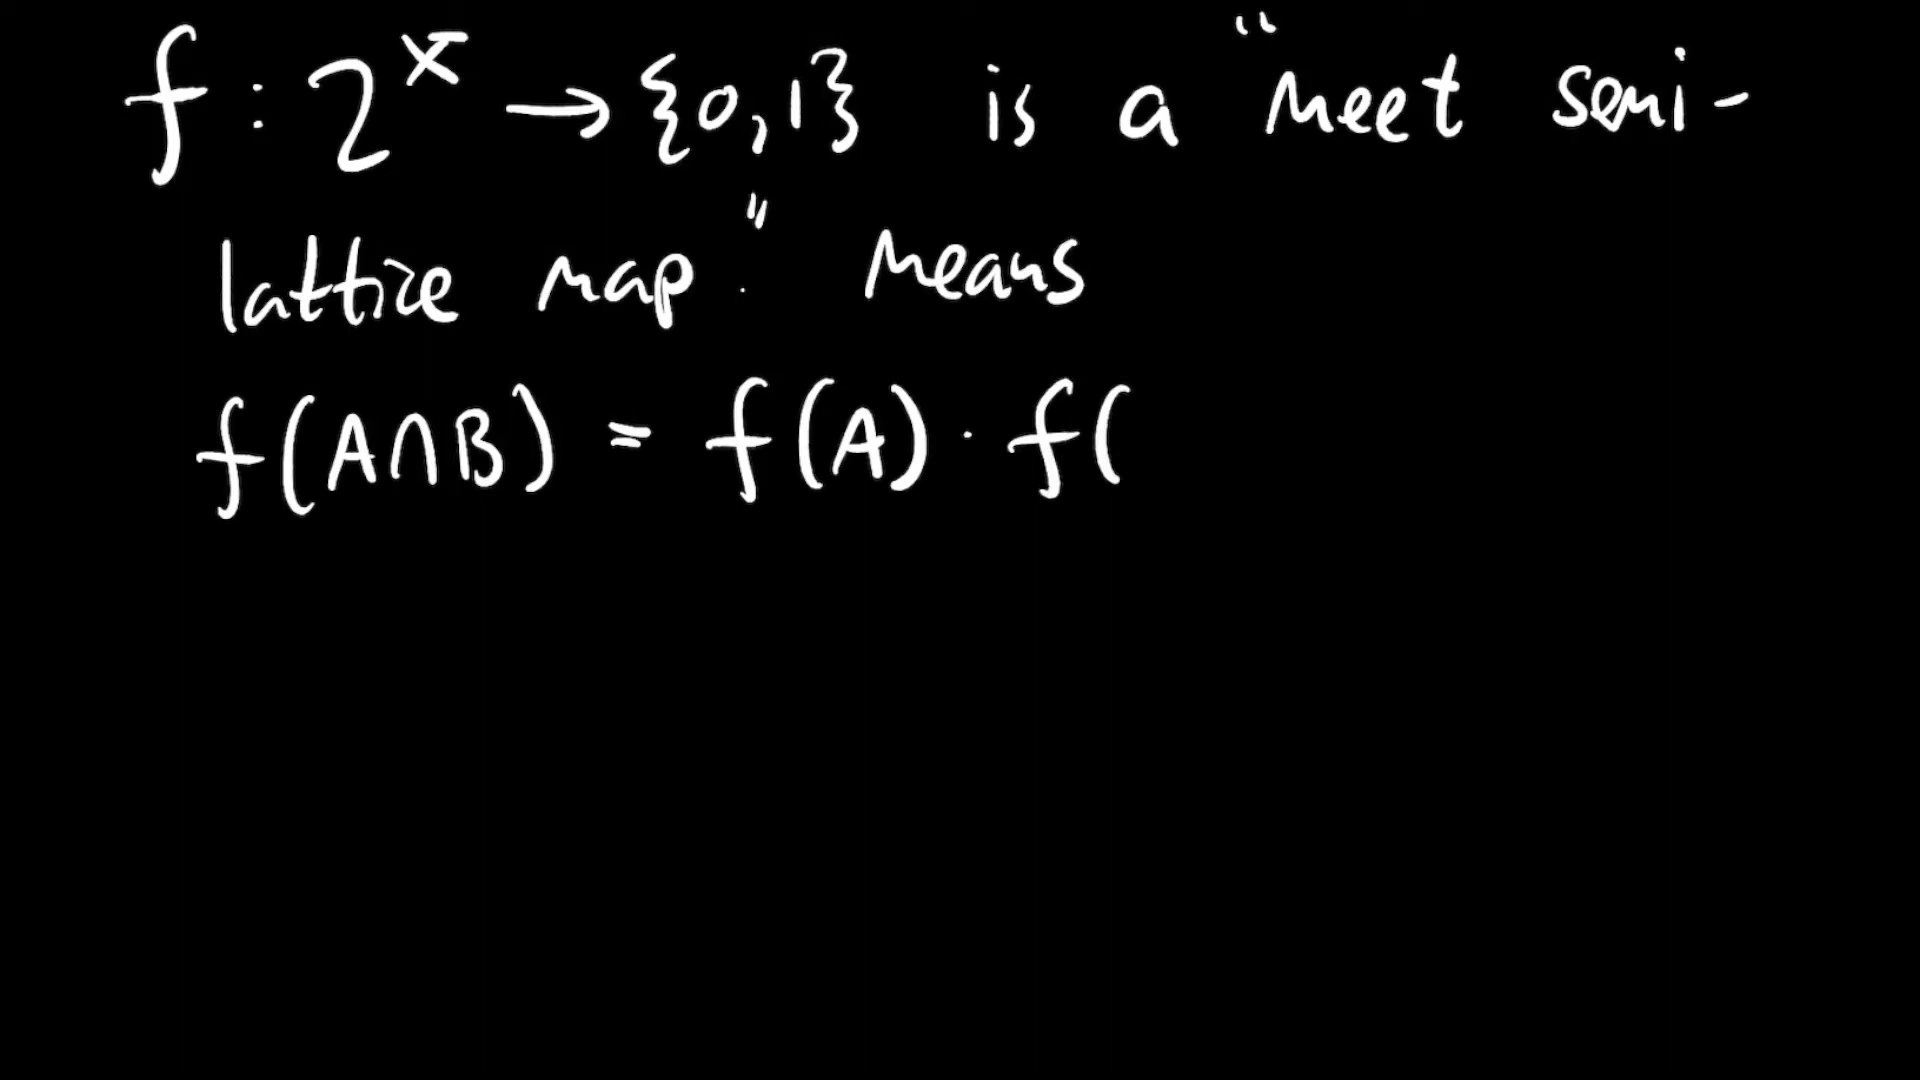 f : 2^X → {0,1} is a "meet semi-
lattice map." means
f(A∩B) = f(A) · f(